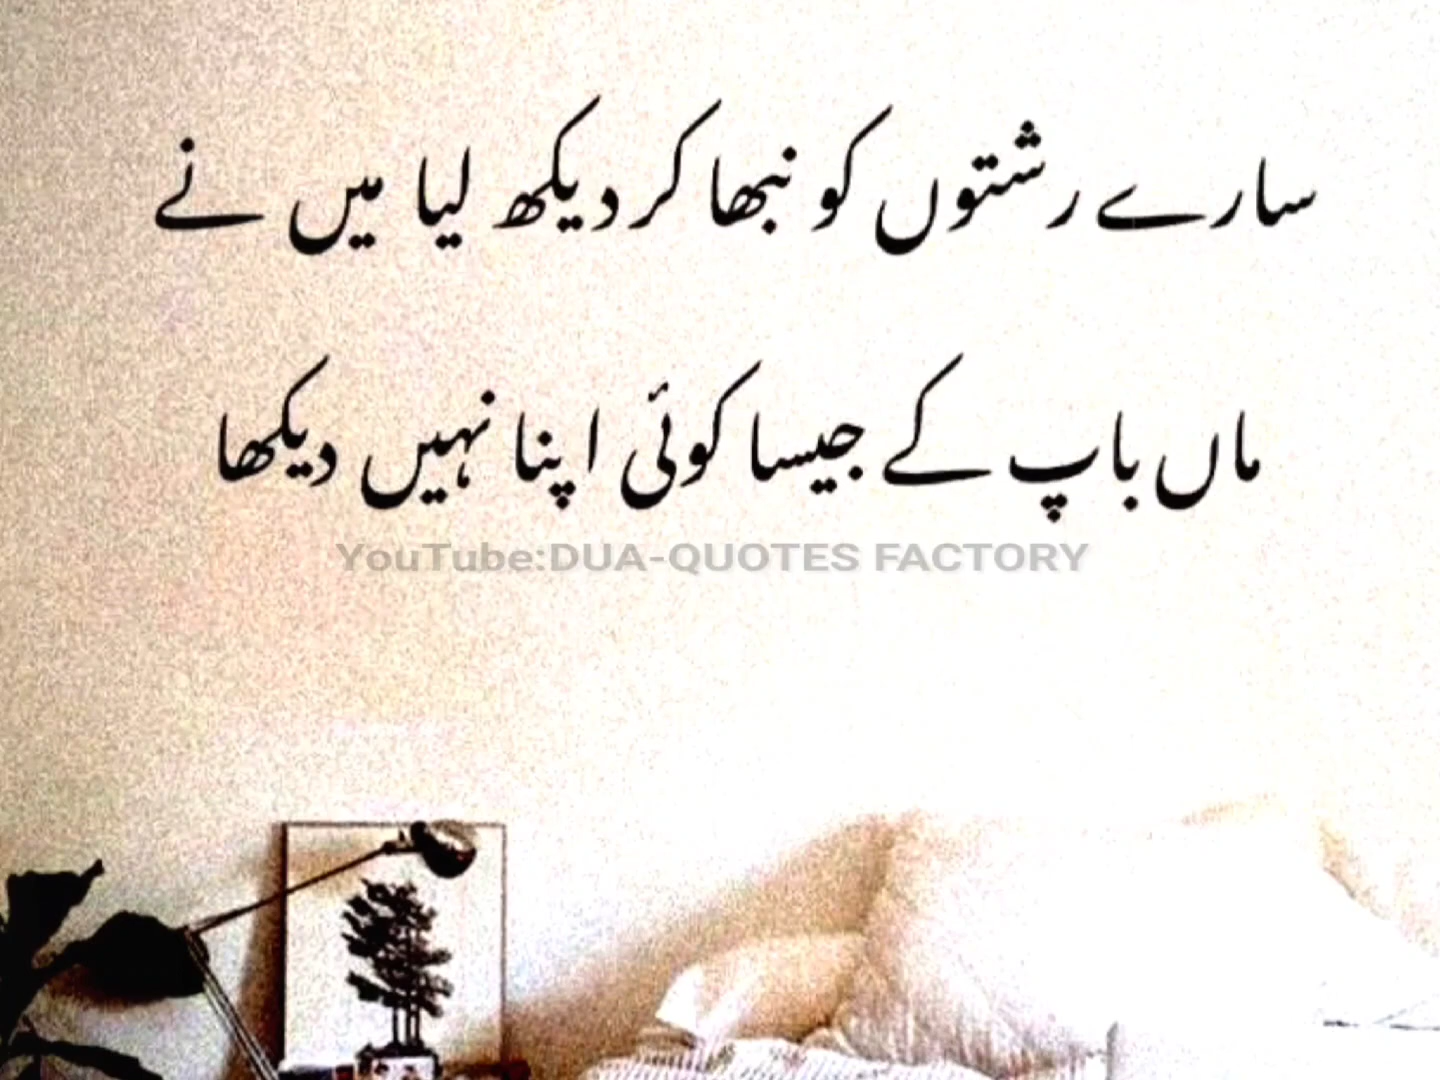 سارے رشتوں کو نبھا کر دیکھ لیا میں نے
ماں باپ کے جیسا کوئی اپنا نہیں دیکھا
YouTube:DUA-QUOTES FACTORY